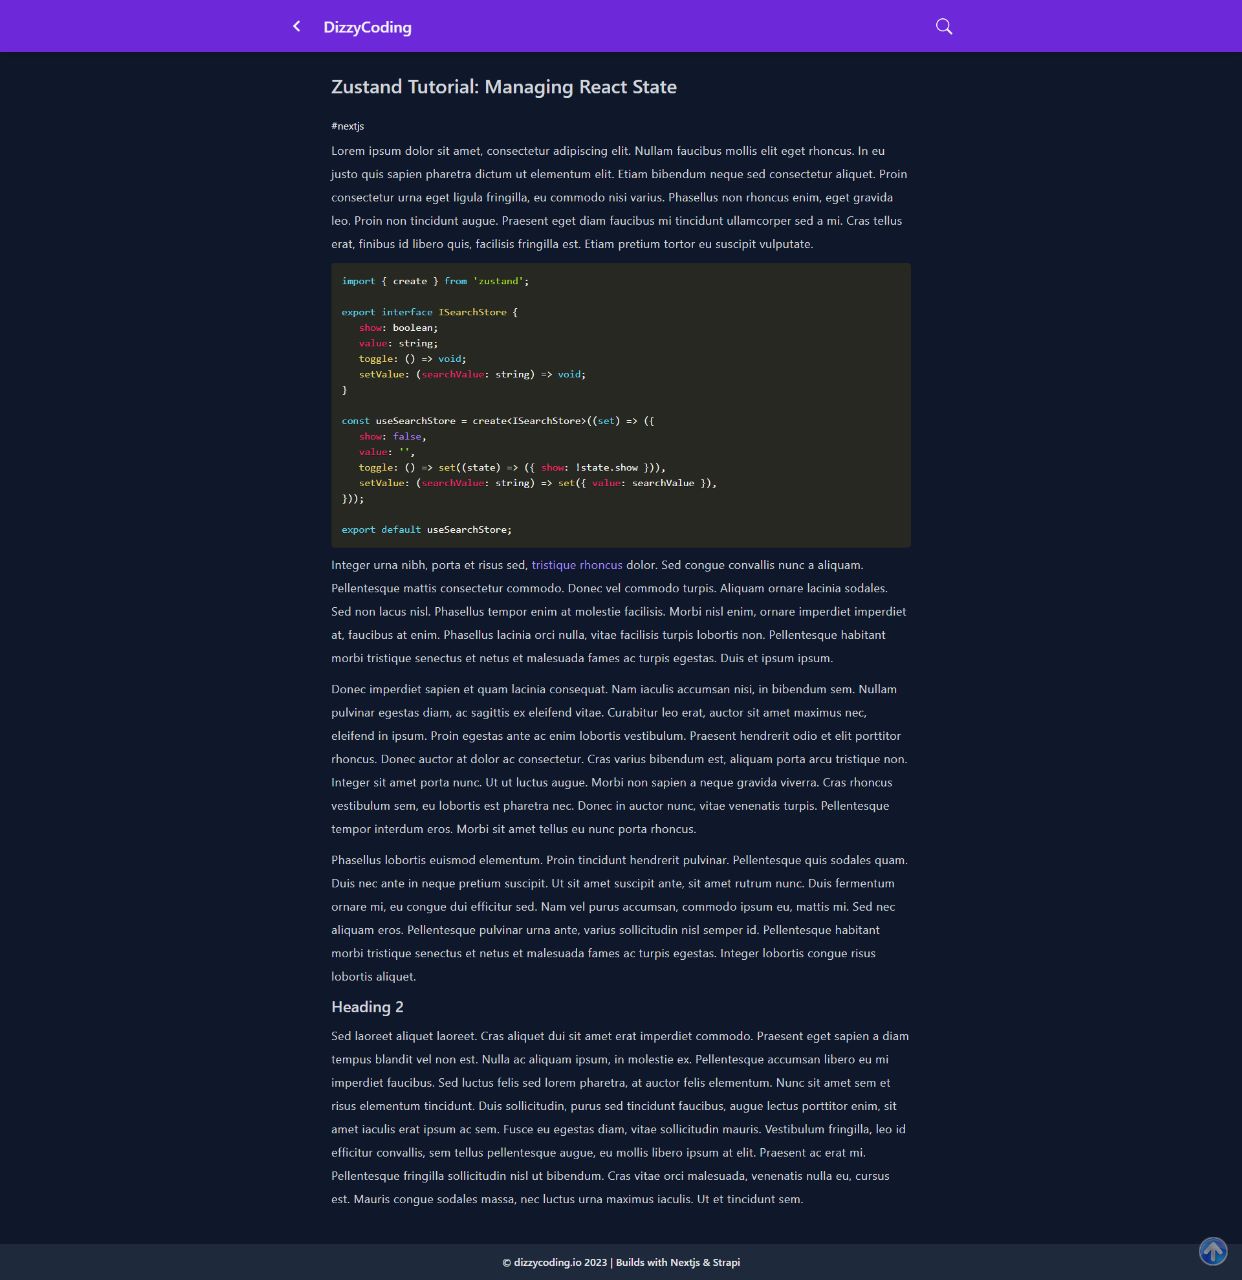 DizzyCoding
Zustand Tutorial: Managing React State
#nextjs
Lorem ipsum dolor sit amet, consectetur adipiscing elit. Nullam faucibus mollis elit eget rhoncus. In eu
justo quis sapien pharetra dictum ut elementum elit. Etiam bibendum neque sed consectetur aliquet. Proin
consectetur urna eget ligula fringilla, eu commodo nisi varius. Phasellus non rhoncus enim, eget gravida
leo. Proin non tincidunt augue. Praesent eget diam faucibus mi tincidunt ullamcorper sed a mi. Cras tellus
erat, finibus id libero quis, facilisis fringilla est. Etiam pretium tortor eu suscipit vulputate.
import { create } from 'zustand';
export interface ISearchStore {
show: boolean;
value: string;
toggle: () => void;
setValue: (searchValue: string) => void;
}
const useSearchStore = create<ISearchStore>((set) => ({
show: false,
value: '',
toggle: () => set((state) => ({ show: !state.show })),
setValue: (searchValue: string) => set({ value: searchValue }),
}));
export default useSearchStore;
Integer urna nibh, porta et risus sed, tristique rhoncus dolor. Sed congue convallis nunc a aliquam.
Pellentesque mattis consectetur commodo. Donec vel commodo turpis. Aliquam ornare lacinia sodales.
Sed non lacus nisl. Phasellus tempor enim at molestie facilisis. Morbi nisl enim, ornare imperdiet imperdiet
at, faucibus at enim. Phasellus lacinia orci nulla, vitae facilisis turpis lobortis non. Pellentesque habitant
morbi tristique senectus et netus et malesuada fames ac turpis egestas. Duis et ipsum ipsum.
Donec imperdiet sapien et quam lacinia consequat. Nam iaculis accumsan nisi, in bibendum sem. Nullam
pulvinar egestas diam, ac sagittis ex eleifend vitae. Curabitur leo erat, auctor sit amet maximus nec,
eleifend in ipsum. Proin egestas ante ac enim lobortis vestibulum. Praesent hendrerit odio et elit porttitor
rhoncus. Donec auctor at dolor ac consectetur. Cras varius bibendum est, aliquam porta arcu tristique non.
Integer sit amet porta nunc. Ut ut luctus augue. Morbi non sapien a neque gravida viverra. Cras rhoncus
vestibulum sem, eu lobortis est pharetra nec. Donec in auctor nunc, vitae venenatis turpis. Pellentesque
tempor interdum eros. Morbi sit amet tellus eu nunc porta rhoncus.
Phasellus lobortis euismod elementum. Proin tincidunt hendrerit pulvinar. Pellentesque quis sodales quam.
Duis nec ante in neque pretium suscipit. Ut sit amet suscipit ante, sit amet rutrum nunc. Duis fermentum
ornare mi, eu congue dui efficitur sed. Nam vel purus accumsan, commodo ipsum eu, mattis mi. Sed nec
aliquam eros. Pellentesque pulvinar urna ante, varius sollicitudin nisl semper id. Pellentesque habitant
morbi tristique senectus et netus et malesuada fames ac turpis egestas. Integer lobortis congue risus
lobortis aliquet.
Heading 2
Sed laoreet aliquet laoreet. Cras aliquet dui sit amet erat imperdiet commodo. Praesent eget sapien a diam
tempus blandit vel non est. Nulla ac aliquam ipsum, in molestie ex. Pellentesque accumsan libero eu mi
imperdiet faucibus. Sed luctus felis sed lorem pharetra, at auctor felis elementum. Nunc sit amet sem et
risus elementum tincidunt. Duis sollicitudin, purus sed tincidunt faucibus, augue lectus porttitor enim, sit
amet iaculis erat ipsum ac sem. Fusce eu egestas diam, vitae sollicitudin mauris. Vestibulum fringilla, leo id
efficitur convallis, sem tellus pellentesque augue, eu mollis libero ipsum at elit. Praesent ac erat mi.
Pellentesque fringilla sollicitudin nisl ut bibendum. Cras vitae orci malesuada, venenatis nulla eu, cursus
est. Mauris congue sodales massa, nec luctus urna maximus iaculis. Ut et tincidunt sem.
© dizzycoding.io 2023 | Builds with Nextjs & Strapi